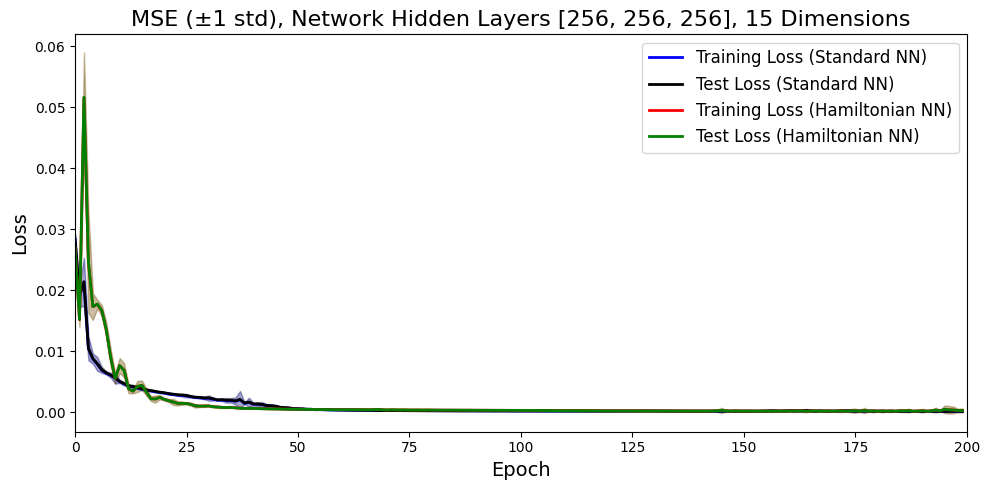 MSE (±1 std), Network Hidden Layers [256, 256, 256], 15 Dimensions
Training Loss (Standard NN)
Test Loss (Standard NN)
Training Loss (Hamiltonian NN)
Test Loss (Hamiltonian NN)
Loss
0.06
0.05
0.04
0.03
0.02
0.01
0.00
0 25 50 75 100 125 150 175 200
Epoch